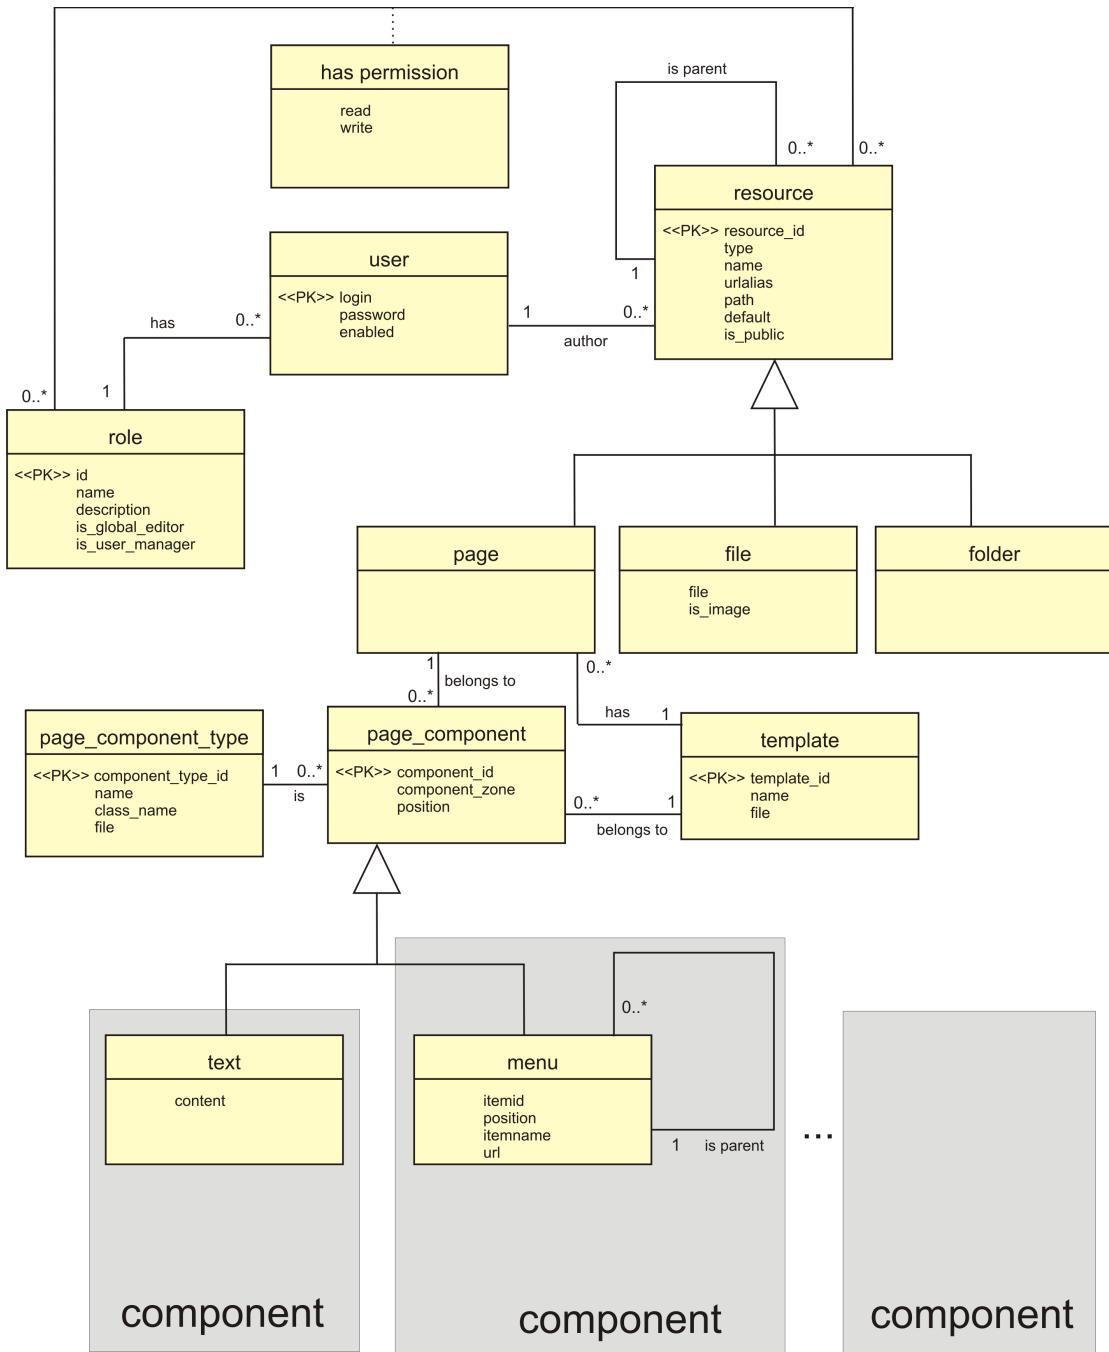 has permission
read
write
is parent
0..*
0..*
resource
<<PK>> resource_id
type
name
urlalias
path
default
is_public
1
user
<<PK>> login
password
enabled
has
0..*
1
0..*
author
0..*
1
role
<<PK>> id
name
description
is_global_editor
is_user_manager
page
file
file
is_image
folder
1
belongs to
0..*
0..*
has
1
page_component_type
<<PK>> component_type_id
name
class_name
file
1
0..*
is
page_component
<<PK>> component_id
component_zone
position
0..*
1
belongs to
template
<<PK>> template_id
name
file
text
content
component
0..*
menu
itemid
position
itemname
url
1
is parent
component
...
component